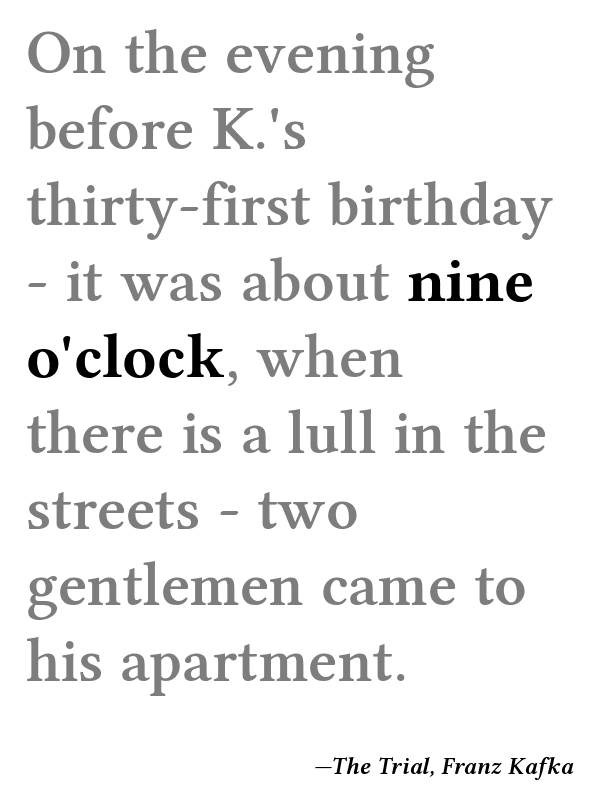 On the evening
before K.'s
thirty-first birthday
- it was about nine
o'clock, when
there is a lull in the
streets - two
gentlemen came to
his apartment.
—The Trial, Franz Kafka